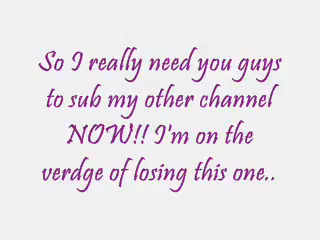 So I really need you guys
to sub my other channel
NOW!! I'm on the
verdge of losing this one..